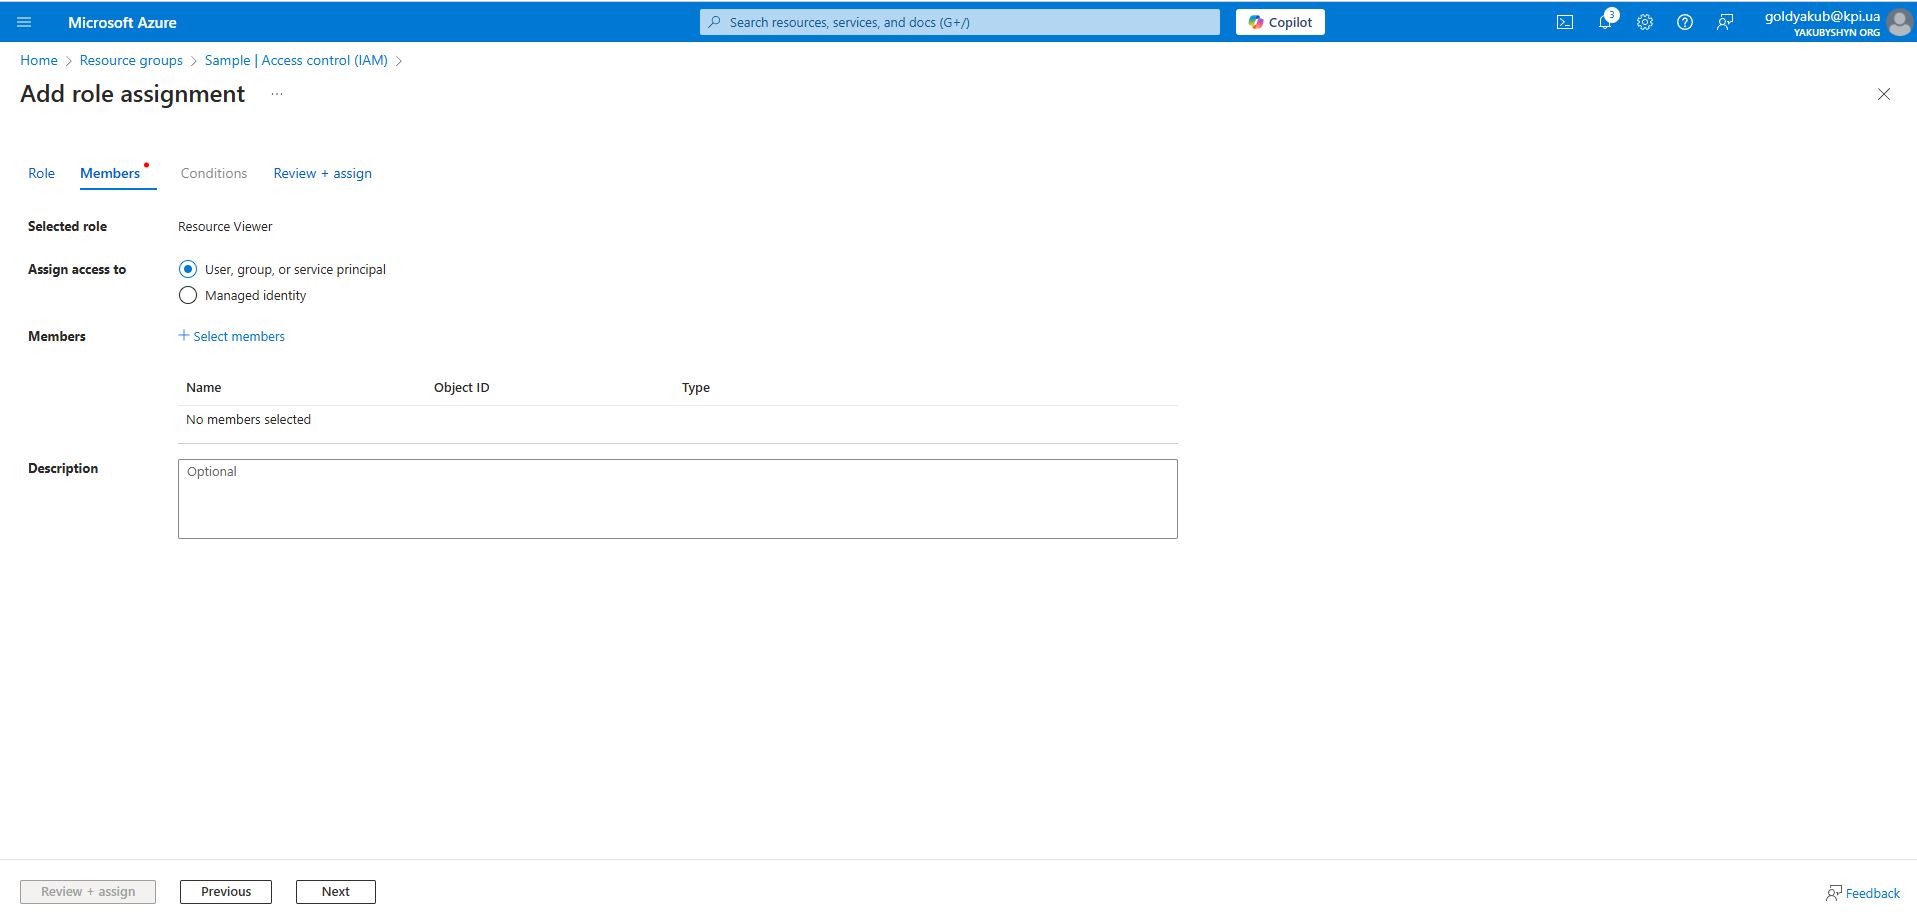 Microsoft Azure
Search resources, services, and docs (G+/)
Copilot
3
goldyakub@kpi.ua
YAKUBYSHYN ORG
Home > Resource groups > Sample | Access control (IAM) >
Add role assignment ...
Role Members Conditions Review + assign
Selected role Resource Viewer
Assign access to User, group, or service principal
Managed identity
Members + Select members
Name Object ID Type
No members selected
Description Optional
Review + assign Previous Next Feedback